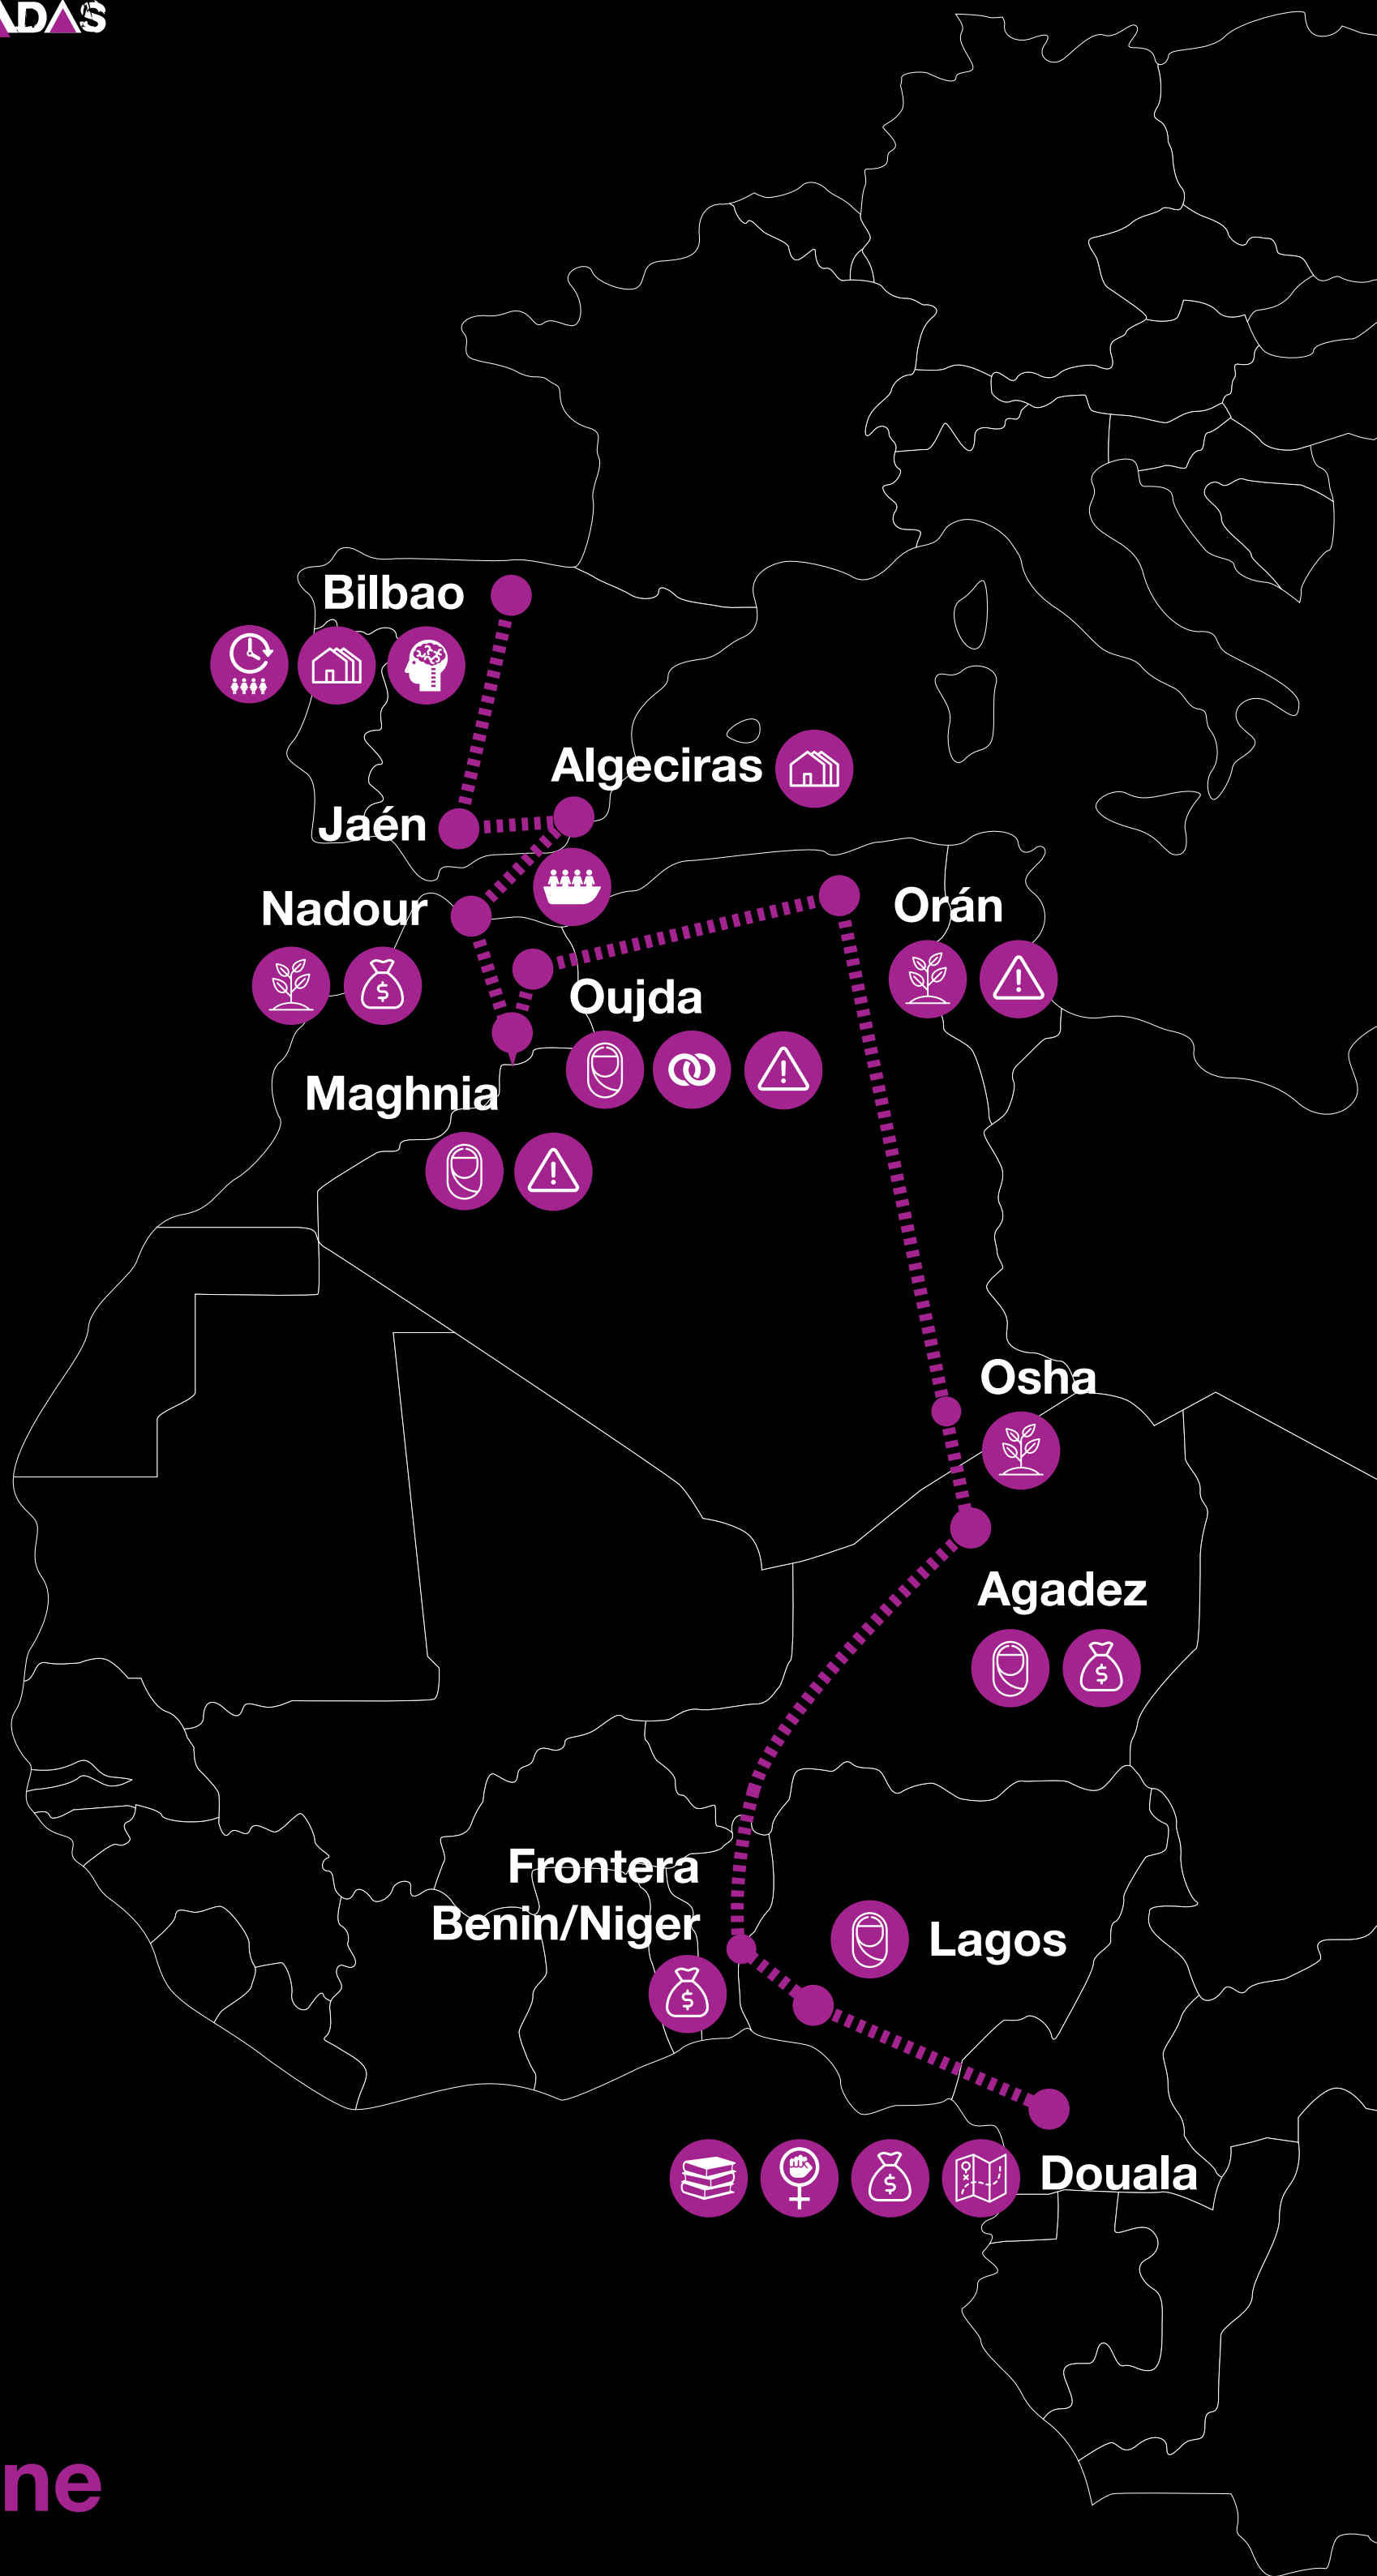 ADAS
Bilbao
Algeciras
Jaén
Nadour
Orán
Oujda
Maghnia
Osha
Agadez
Frontera
Benin/Niger
Lagos
Douala
ne